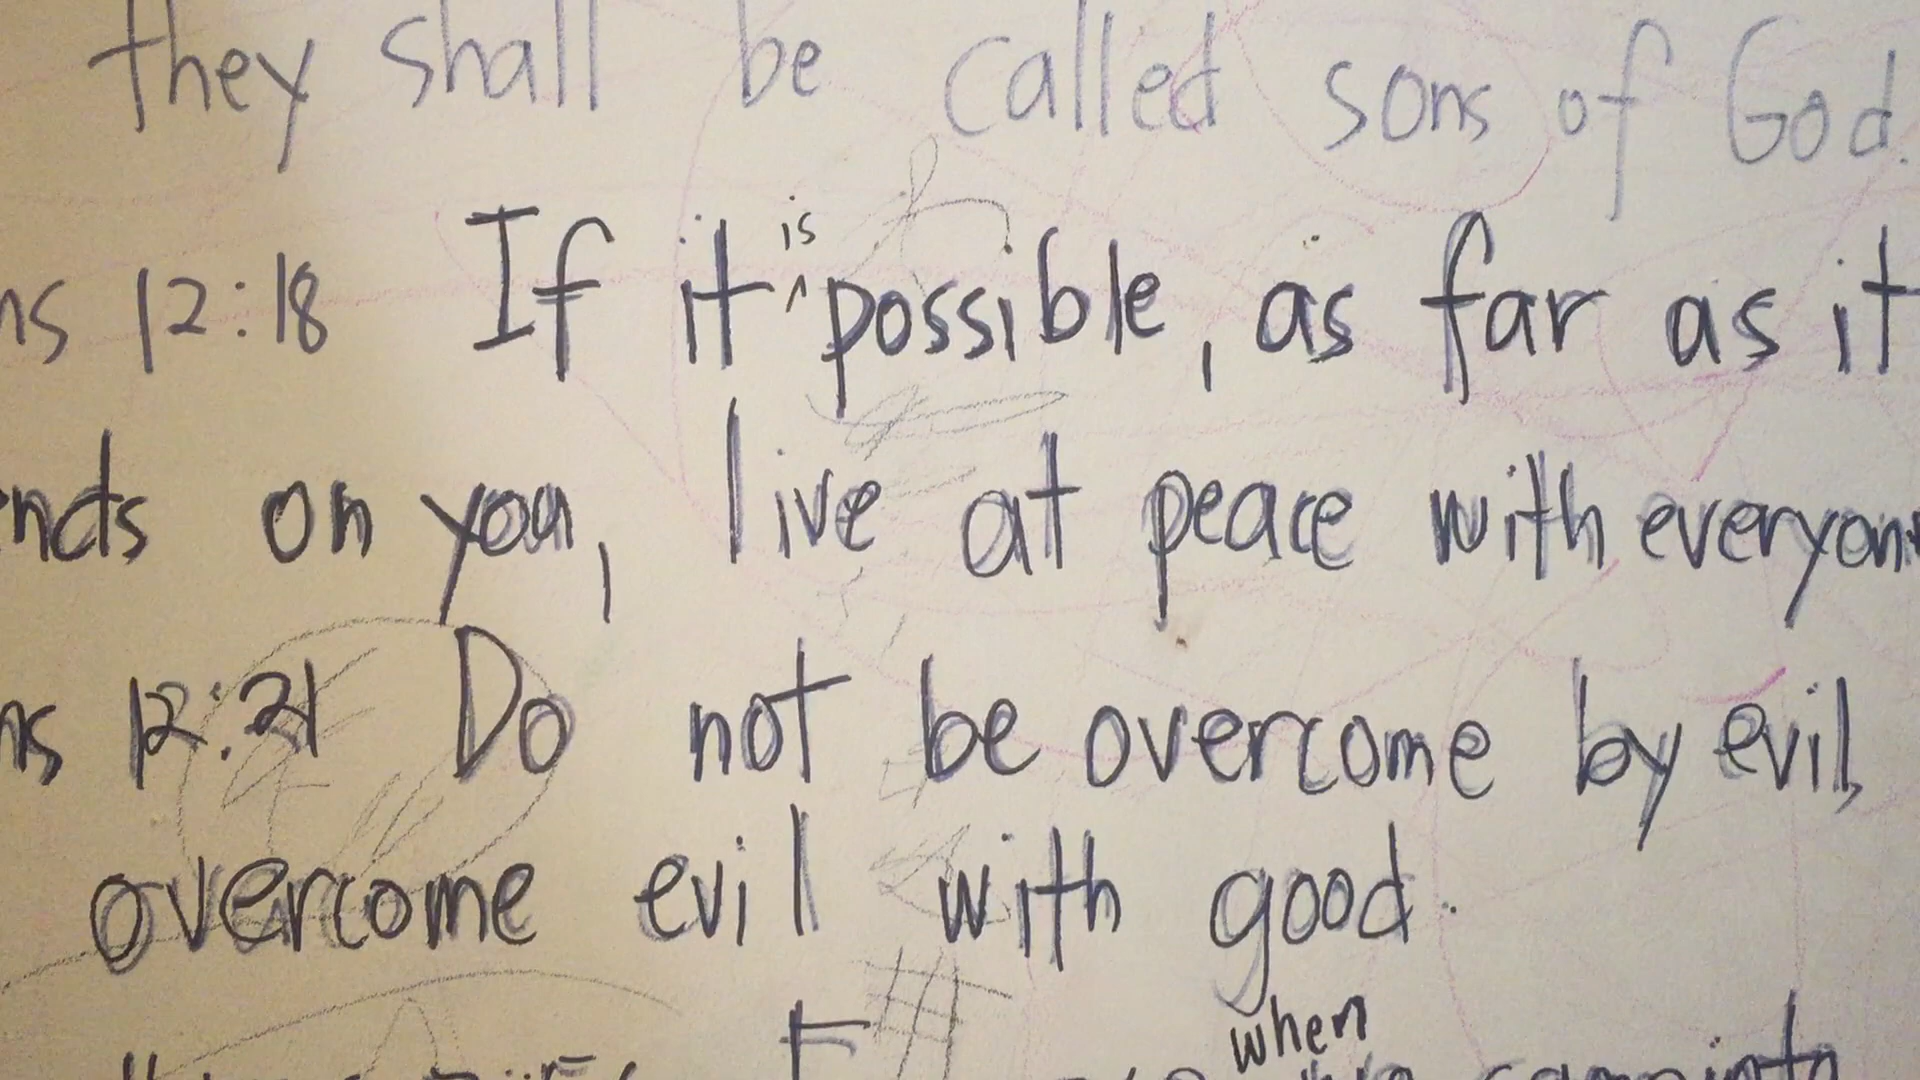 they shall be called sons of God.
ns 12:18 If it is possible, as far as it
nds on you, live at peace with everyone
ns 12:21 Do not be overcome by evil,
overcome evil with good.
when